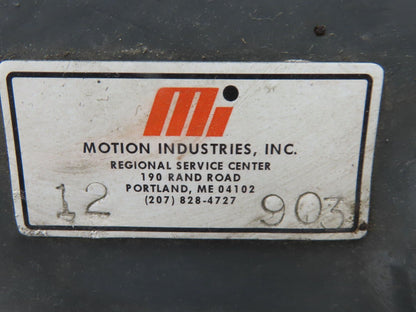 mi
MOTION INDUSTRIES, INC.
REGIONAL SERVICE CENTER
190 RAND ROAD
PORTLAND, ME 04102
(207) 828-4727
12 903